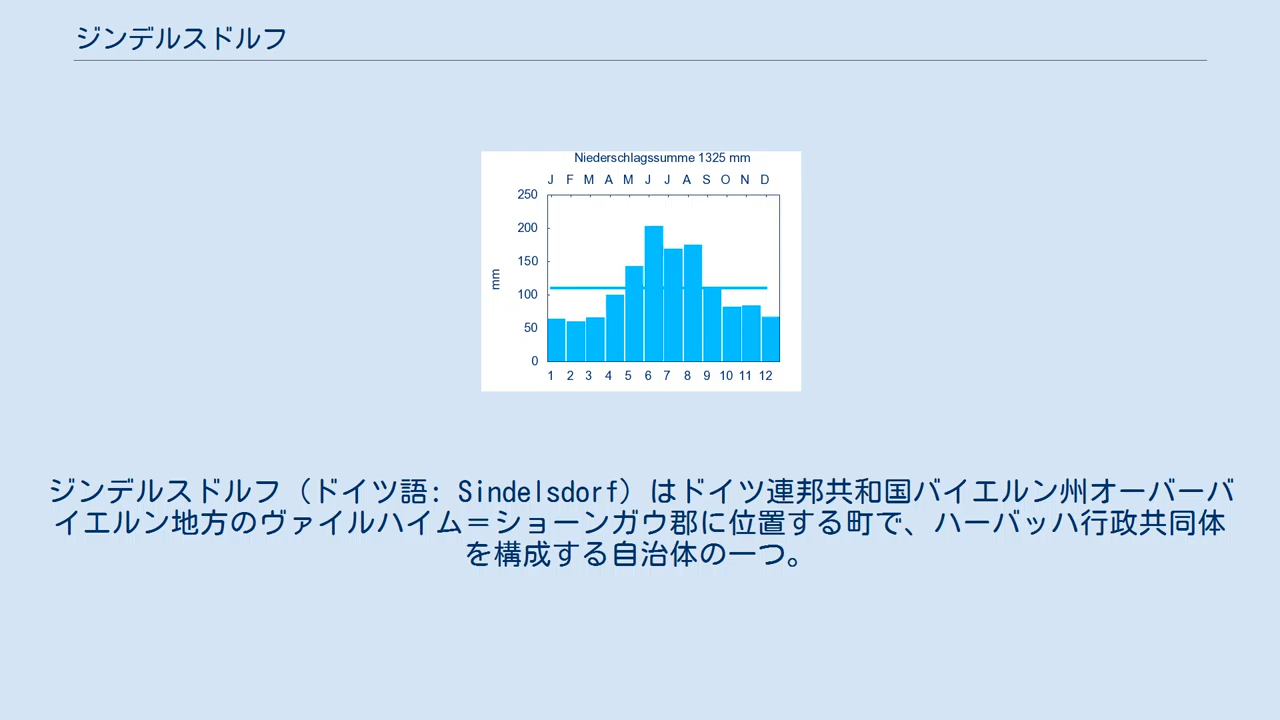 ジンデルスドルフ
Niederschlagssumme 1325 mm
J F M A M J J A S O N D
250
200
150
100
50
0
mm
1 2 3 4 5 6 7 8 9 10 11 12
ジンデルスドルフ（ドイツ語: Sindelsdorf）はドイツ連邦共和国バイエルン州オーバーバ
イエルン地方のヴァイルハイム＝ショーンガウ郡に位置する町で、ハーバッハ行政共同体
を構成する自治体の一つ。